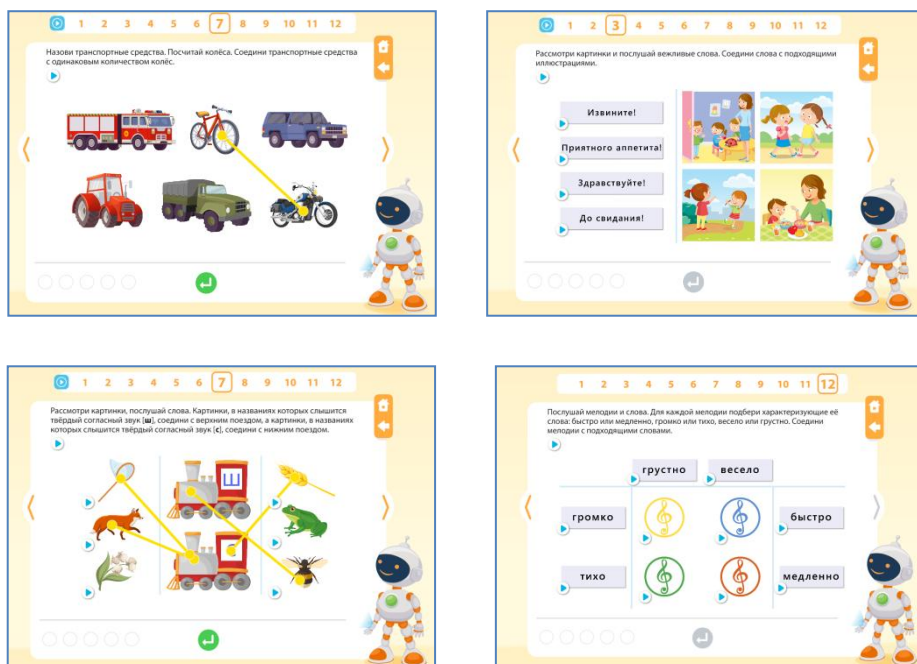 1 2 3 4 5 6 7 8 9 10 11 12
Назови транспортные средства. Посчитай колёса. Соедини транспортные средства
с одинаковым количеством колёс.
1 2 3 4 5 6 7 8 9 10 11 12
Рассмотри картинки и послушай вежливые слова. Соедини слова с подходящими
иллюстрациями.
Извините!
Приятного аппетита!
Здравствуйте!
До свидания!
1 2 3 4 5 6 7 8 9 10 11 12
Рассмотри картинки, послушай слова. Картинки, в названиях которых слышится
твёрдый согласный звук [ш], соедини с верхним поездом, а картинки, в названиях
которых слышится твёрдый согласный звук [с], соедини с нижним поездом.
Ш
1 2 3 4 5 6 7 8 9 10 11 12
Послушай мелодии и слова. Для каждой мелодии подбери характеризующие её
слова: быстро или медленно, громко или тихо, весело или грустно. Соедини
мелодии с подходящими словами.
грустно весело
громко быстро
тихо медленно